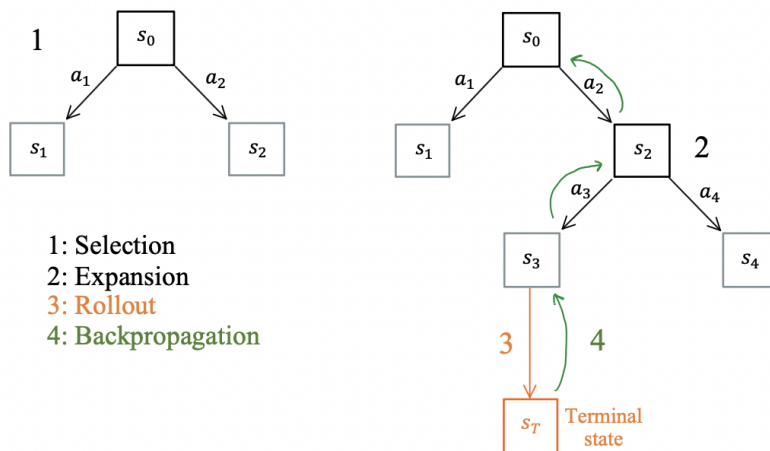 1
s₀
a₁
a₂
s₁
s₂
1: Selection
2: Expansion
3: Rollout
4: Backpropagation
s₀
a₁
a₂
s₁
s₂
2
a₃
a₄
s₃
s₄
3
4
s_T
Terminal
state